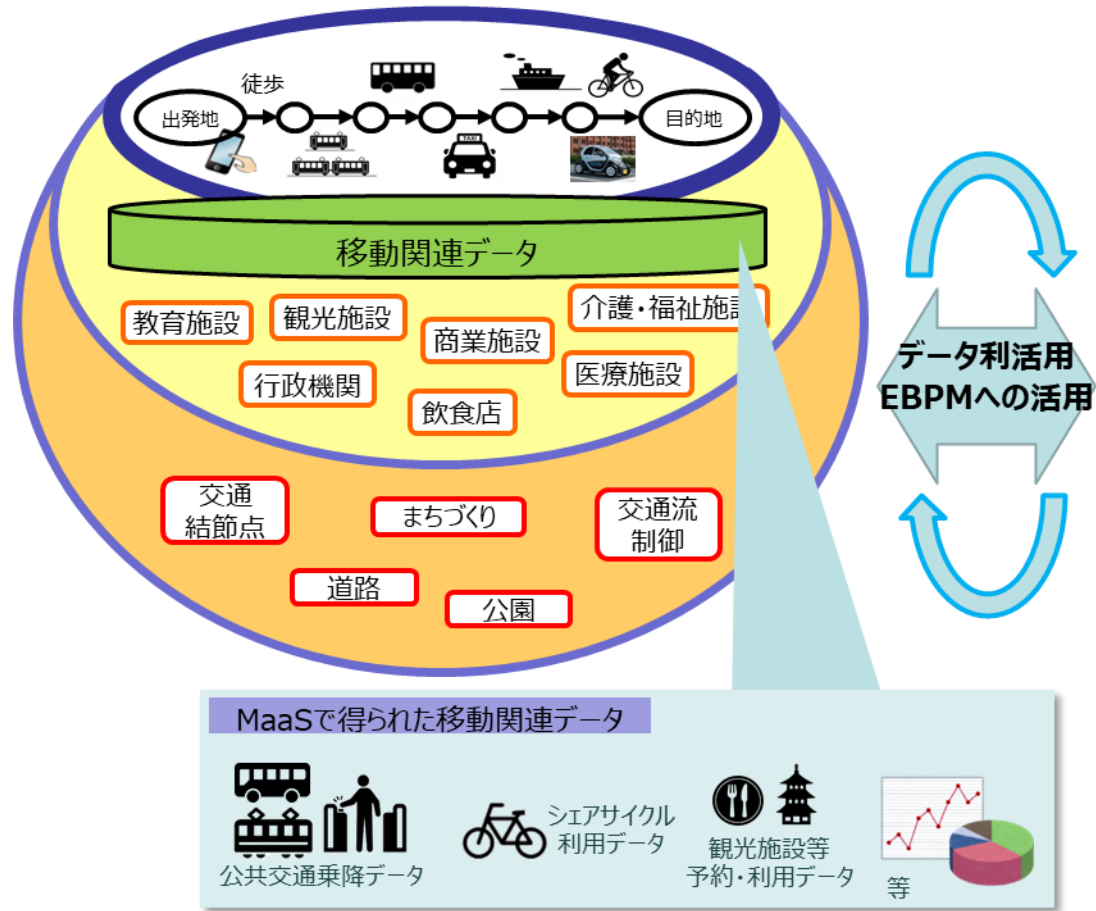 徒歩
出発地
目的地
TAXI
移動関連データ
教育施設
観光施設
商業施設
介護・福祉施設
行政機関
飲食店
医療施設
データ利活用
EBPMへの活用
交通
結節点
まちづくり
交通流
制御
道路
公園
MaaSで得られた移動関連データ
公共交通乗降データ
シェアサイクル
利用データ
観光施設等
予約・利用データ
等